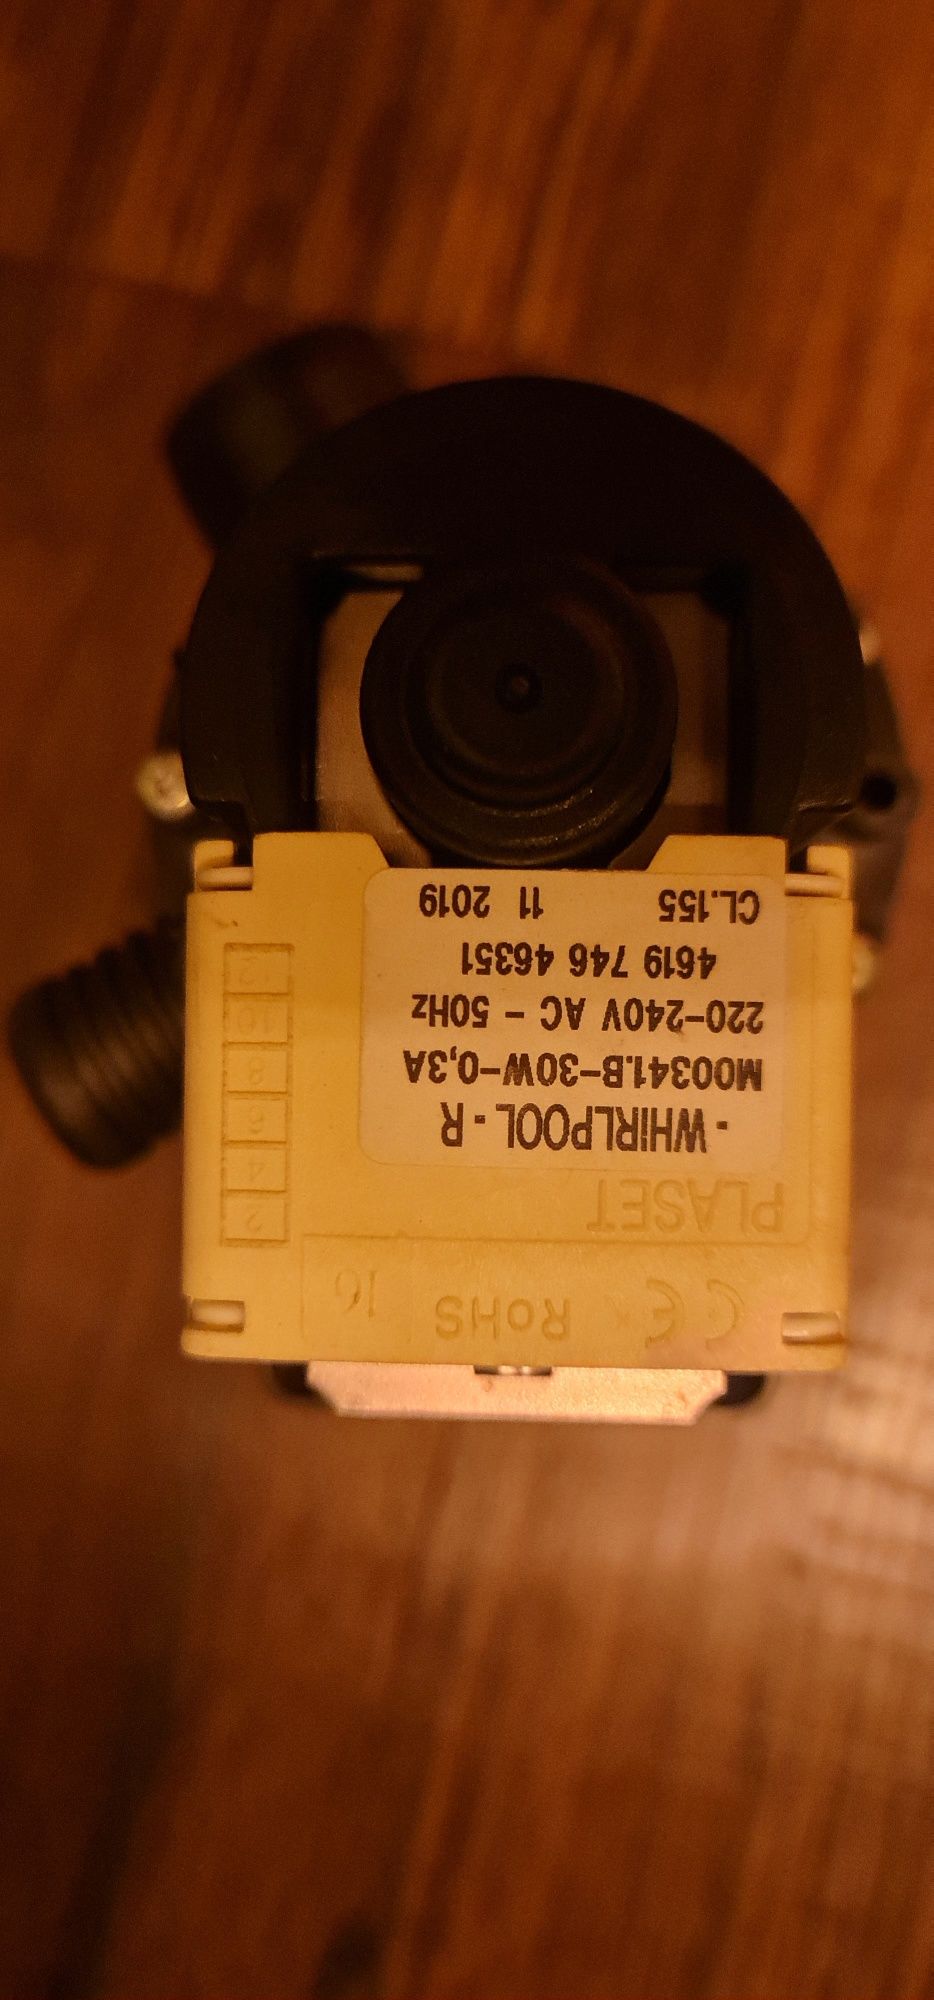 CE RoHS 16
PLASET
- WHIRLPOOL - R
M00341.B-30W-0,3A
220-240V AC - 50Hz
4619 746 46351
CL.155 11 2019
2
4
6
8
10
12